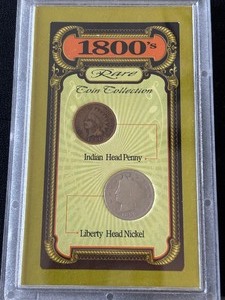 1800's
Rare
Coin Collection
Indian Head Penny
Liberty Head Nickel